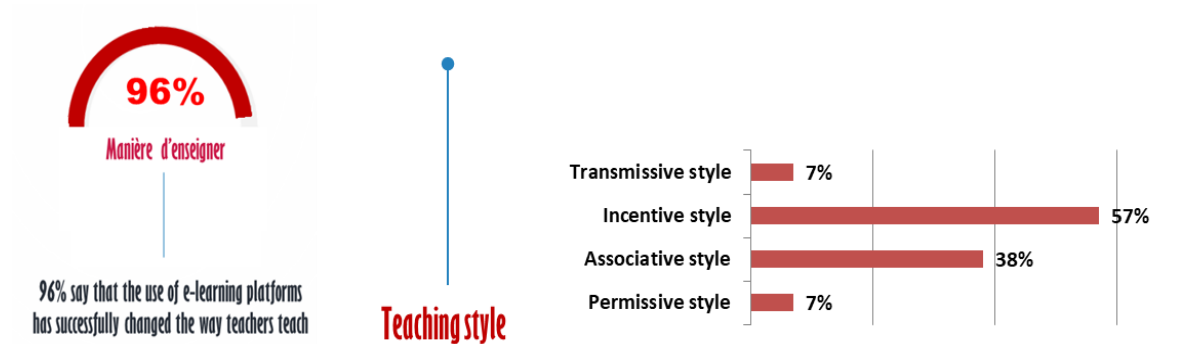 96%
Manière d'enseigner
96% say that the use of e-learning platforms
has successfully changed the way teachers teach
Teaching style
Transmissive style 7%
Incentive style 57%
Associative style 38%
Permissive style 7%